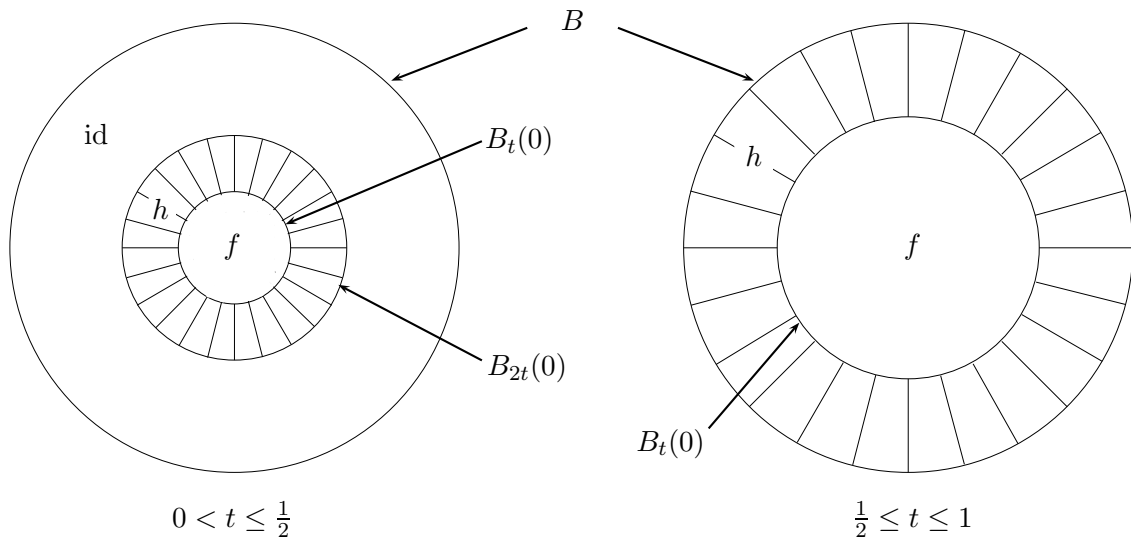 B
id
B_t(0)
h
h
f
f
B_{2t}(0)
B_t(0)
0 < t ≤ 1/2
1/2 ≤ t ≤ 1